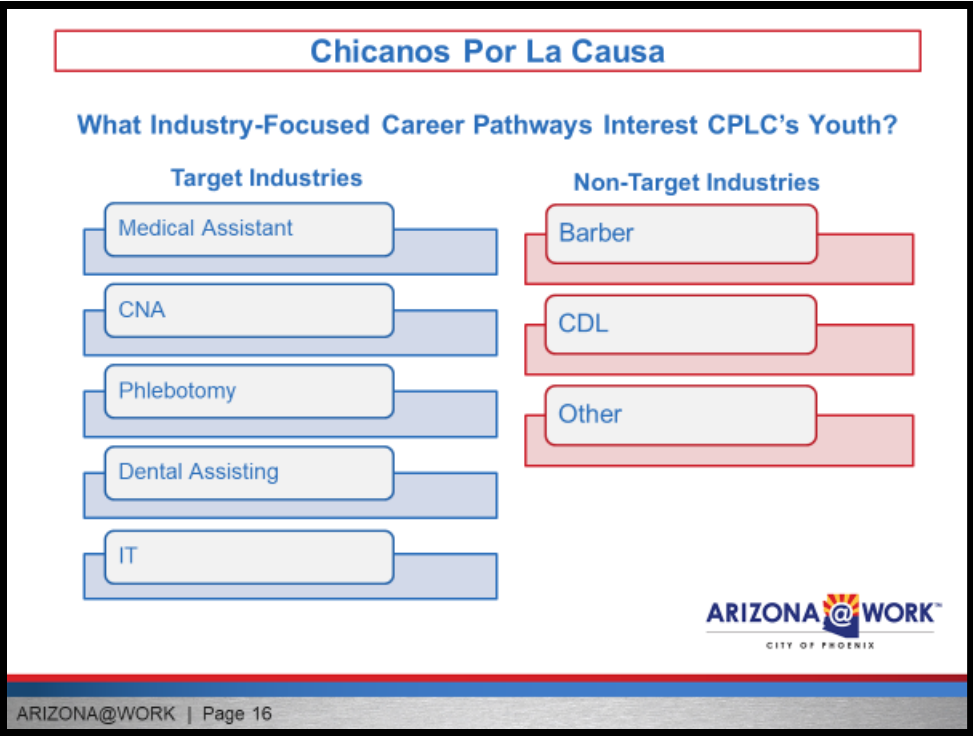 Chicanos Por La Causa
What Industry-Focused Career Pathways Interest CPLC's Youth?
Target Industries
Medical Assistant
CNA
Phlebotomy
Dental Assisting
IT
Non-Target Industries
Barber
CDL
Other
ARIZONA@WORK™
CITY OF PHOENIX
ARIZONA@WORK | Page 16